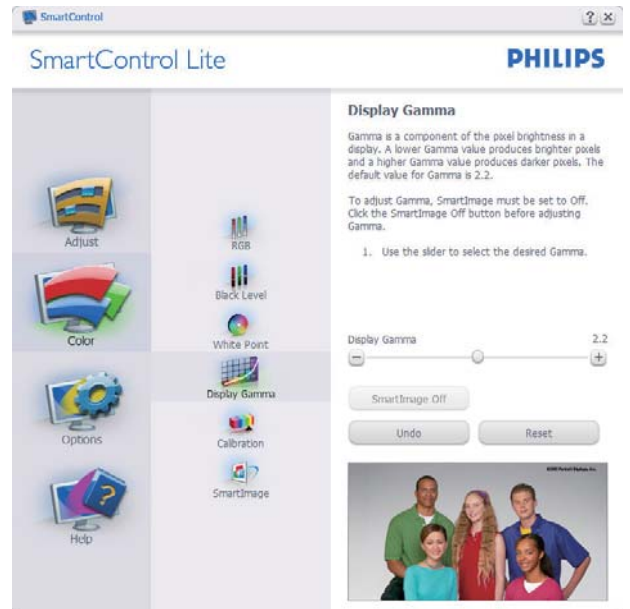 SmartControl
SmartControl Lite
PHILIPS
Adjust
Color
Options
Help
RGB
Black Level
White Point
Display Gamma
Calibration
SmartImage
Display Gamma
Gamma is a component of the pixel brightness in a
display. A lower Gamma value produces brighter pixels
and a higher Gamma value produces darker pixels. The
default value for Gamma is 2.2.
To adjust Gamma, SmartImage must be set to Off.
Click the SmartImage Off button before adjusting
Gamma.
1. Use the slider to select the desired Gamma.
Display Gamma 2.2
SmartImage Off
Undo Reset